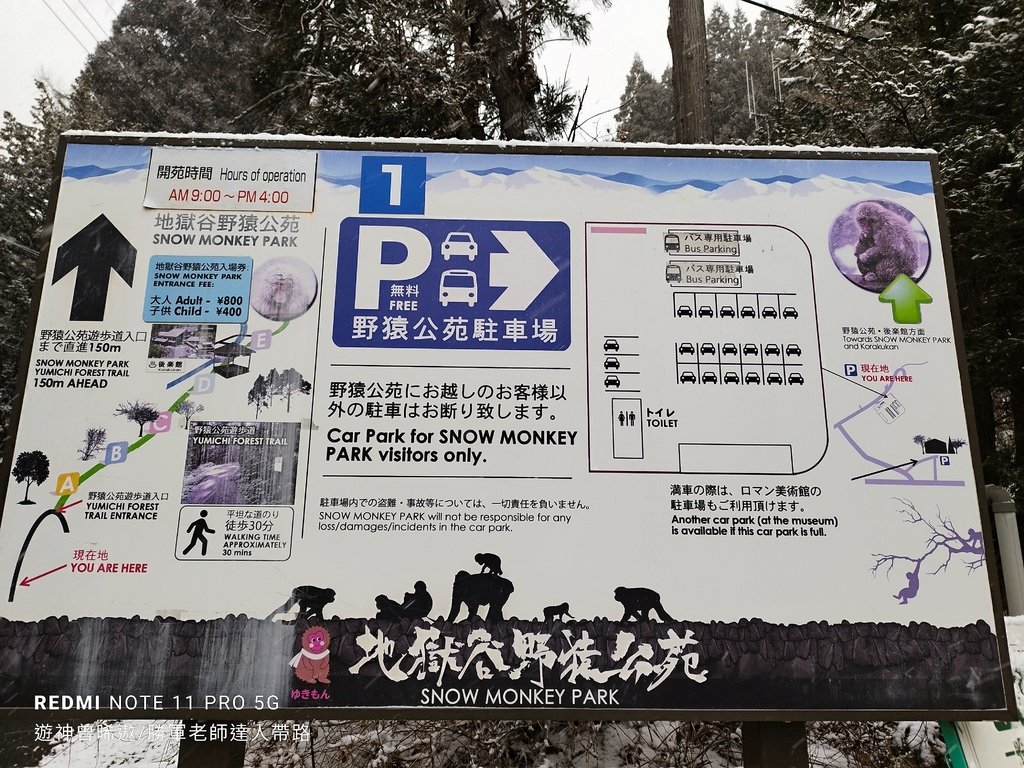 開苑時間 Hours of operation
AM 9:00 ～ PM 4:00
地獄谷野猿公苑
SNOW MONKEY PARK
地獄谷野猿公苑入場券:
SNOW MONKEY PARK
ENTRANCE FEE:
大人 Adult - ¥800
子供 Child - ¥400
野猿公苑遊歩道入口
まで直進150m
SNOW MONKEY PARK
YUMICHI FOREST TRAIL
150m AHEAD
後楽館
Korakukan
E
D
C
B
A
野猿公苑遊歩道
YUMICHI FOREST TRAIL
野猿公苑遊歩道入口
FOREST
TRAIL ENTRANCE
平坦な道のり
徒歩30分
WALKING TIME
APPROXIMATELY
30 mins
現在地
YOU ARE HERE
1
P
無料
FREE
野猿公苑駐車場
野猿公苑にお越しのお客様以
外の駐車はお断り致します。
Car Park for SNOW MONKEY
PARK visitors only.
駐車場内での盗難・事故等については、一切責任を負いません。
SNOW MONKEY PARK will not be responsible for any
loss/damages/incidents in the car park.
バス専用駐車場
Bus Parking
バス専用駐車場
Bus Parking
トイレ
TOILET
満車の際は、ロマン美術館の
駐車場もご利用頂けます。
Another car park (at the museum)
is available if this car park is full.
野猿公苑・後楽館方面
Towards SNOW MONKEY PARK
and Korakukan
P 現在地
YOU ARE HERE
P
ゆきもん
地獄谷野猿公苑
SNOW MONKEY PARK
REDMI NOTE 11 PRO 5G
遊神兽晞遨/勝軍老師達人帶路